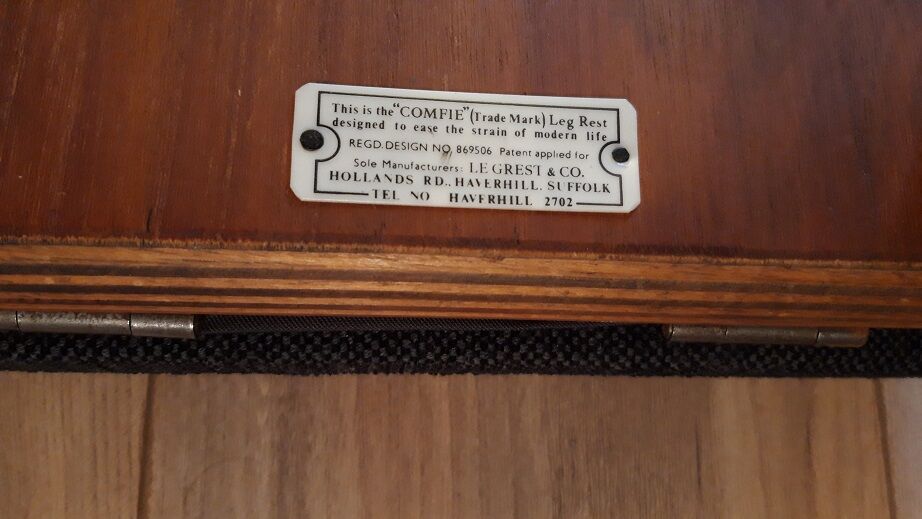 This is the "COMFIE" (Trade Mark) Leg Rest
designed to ease the strain of modern life
REGD. DESIGN NO. 869506 Patent applied for
Sole Manufacturers: LE GREST & CO.
HOLLANDS RD., HAVERHILL. SUFFOLK
TEL NO HAVERHILL 2702